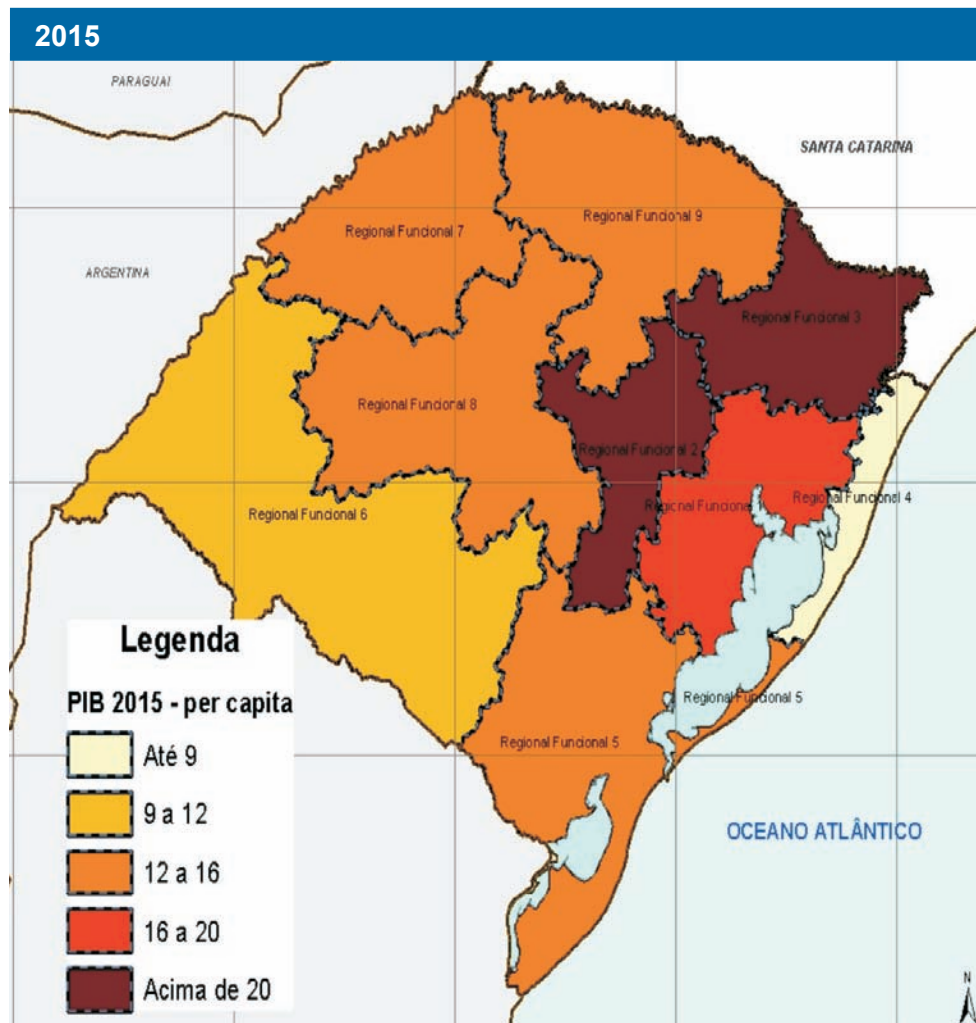 2015
PARAGUAI
SANTA CATARINA
Regional Funcional 9
Regional Funcional 7
ARGENTINA
Regional Funcional 3
Regional Funcional 8
Regional Funcional 2
Regional Funcional 4
Regional Funcional
Regional Funcional 6
Legenda
PIB 2015 - per capita
Até 9
9 a 12
12 a 16
16 a 20
Acima de 20
Regional Funcional 5
Regional Funcional 5
OCEANO ATLÂNTICO
N